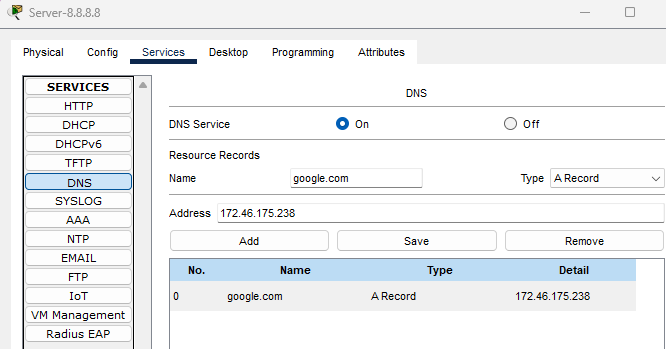 Server-8.8.8.8
Physical Config Services Desktop Programming Attributes
SERVICES
HTTP
DHCP
DHCPv6
TFTP
DNS
SYSLOG
AAA
NTP
EMAIL
FTP
IoT
VM Management
Radius EAP
DNS
DNS Service On Off
Resource Records
Name google.com Type A Record
Address 172.46.175.238
Add Save Remove
No. Name Type Detail
0 google.com A Record 172.46.175.238